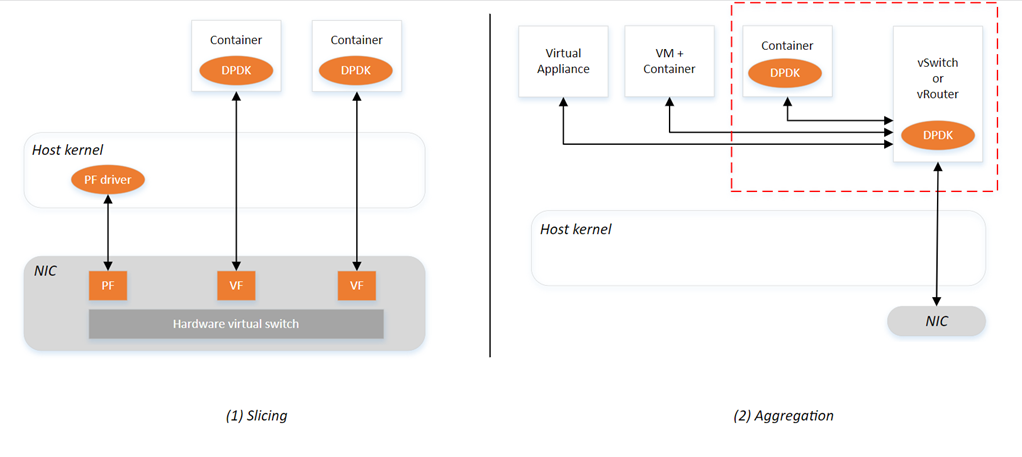 Container
DPDK
Container
DPDK
Host kernel
PF driver
NIC
PF
VF
VF
Hardware virtual switch
(1) Slicing
Virtual
Appliance
VM +
Container
Container
DPDK
vSwitch
or
vRouter
DPDK
Host kernel
NIC
(2) Aggregation